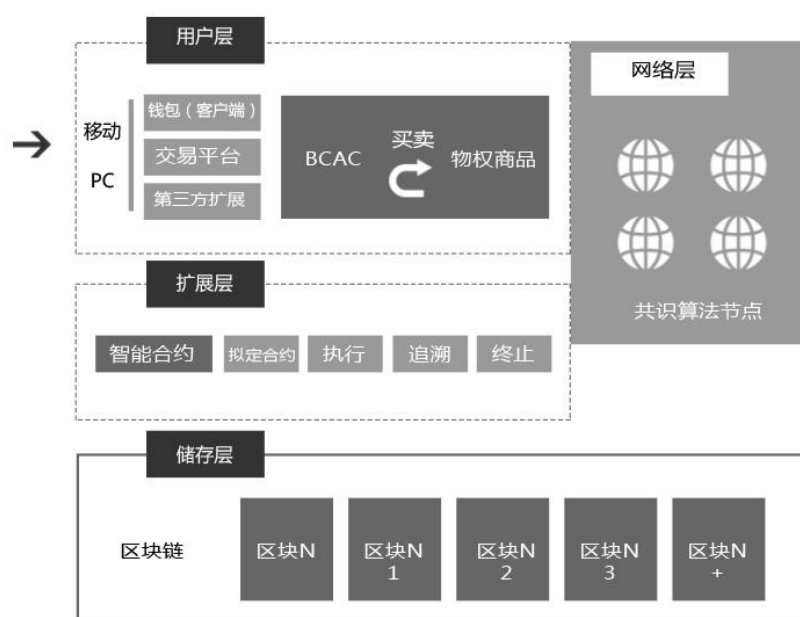 用户层
网络层
移动
PC
钱包（客户端）
交易平台
第三方扩展
BCAC
买卖
物权商品
共识算法节点
扩展层
智能合约
拟定合约
执行
追溯
终止
储存层
区块链
区块N
区块N
1
区块N
2
区块N
3
区块N
+